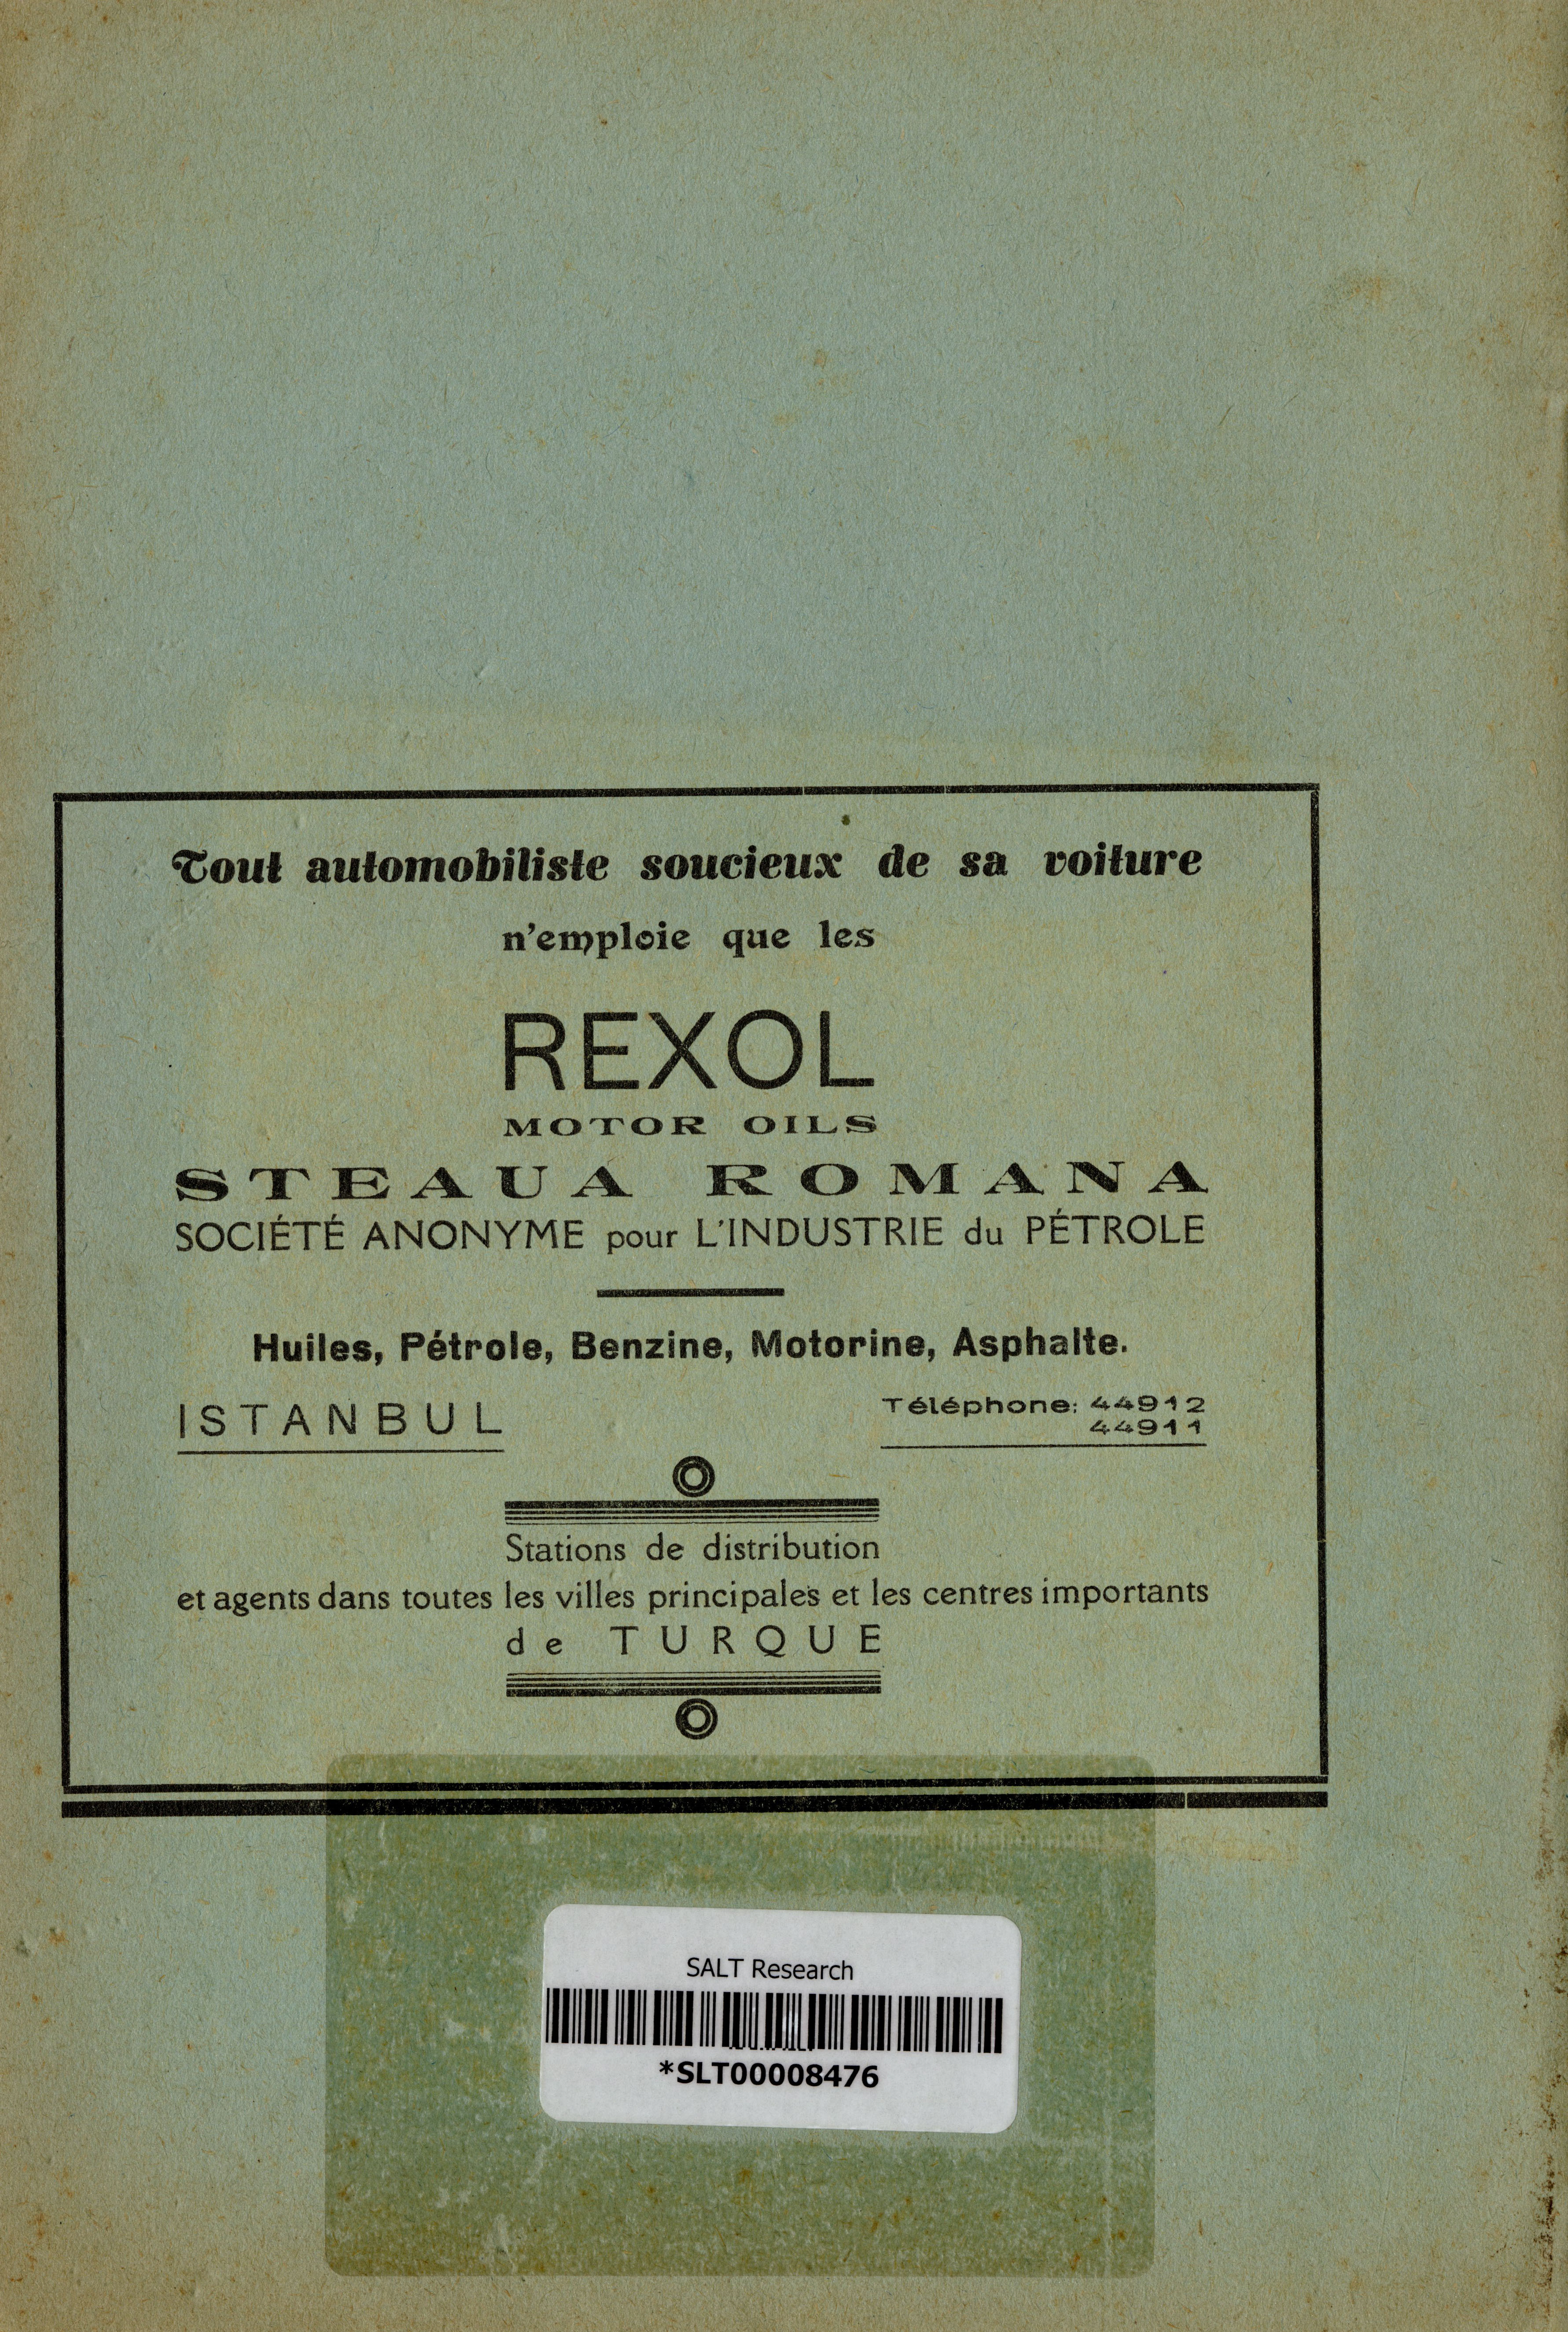 Tout automobiliste soucieux de sa voiture
n'emploie que les
REXOL
MOTOR OILS
STEAUA ROMANA
SOCIÉTÉ ANONYME pour L'INDUSTRIE du PÉTROLE
Huiles, Pétrole, Benzine, Motorine, Asphalte.
ISTANBUL
Téléphone: 44912
44911
Stations de distribution
et agents dans toutes les villes principales et les centres importants
de TURQUE
SALT Research
*SLT00008476